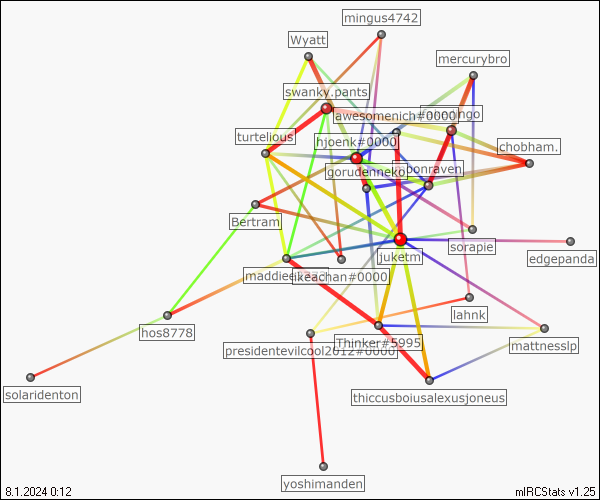 mingus4742
Wyatt
mercurybro
swanky.pants
awesomenich#0000
ngo
hjoenk#0000
turtelious
chobham.
gorudenneko
oonraven
Bertram
sorapie
juketm
edgepanda
maddie
ikeachan#0000
lahnk
hos8778
Thinker#5995
presidentevilcool2012#0000
mattnesslp
solaridenton
thiccusboiusalexusjoneus
yoshimanden
8.1.2024 0:12
mIRCStats v1.25